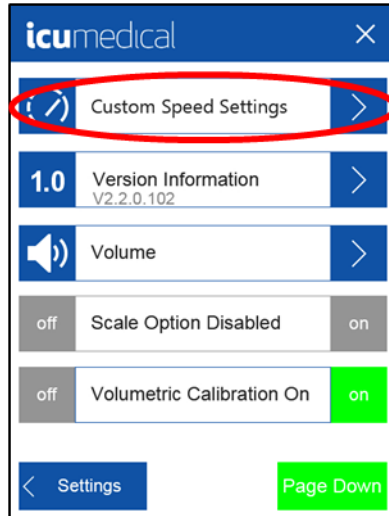 icumedical
Custom Speed Settings
1.0 Version Information
V2.2.0.102
Volume
off Scale Option Disabled on
off Volumetric Calibration On on
Settings Page Down